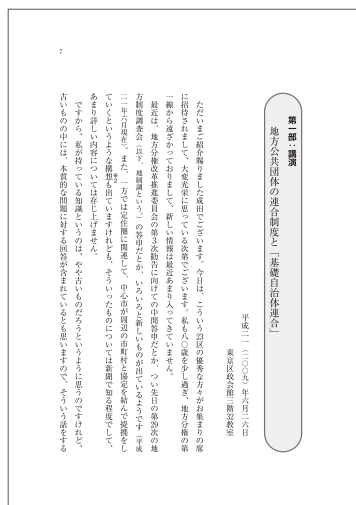 7
第一部：講演
地方公共団体の連合制度と「基礎自治体連合」
平成二一（二〇〇九）年六月二六日
東京区政会館三階32教室
ただいまご紹介賜りました成田でございます。今日は、こういう23区の優秀な方々がお集まりの席
に招待されまして、大変光栄に思っている次第でございます。私も八〇歳を少し過ぎ、地方分権の第
一線から遠ざかっておりまして、新しい情報は最近あまり入ってきていません。
最近は、地方分権改革推進委員会の第3次勧告に向けての中間答申だとか、つい先日の第29次の地
方制度調査会（以下、地制調という。）の答申だとか、いろいろと新しいものが出ているようです（平成
二一年六月現在）。また、一方では定住圏に関連して、中心市が周辺の市町村と協定を結んで提携をし
ていくというような構想も出ていますけれども、そういったものについては新聞で知る程度でして、
あまり詳しい内容については存じ上げません。
ですから、私が持っている知識というのは、やや古いものだろうというように思うのですけれど、
古いものの中には、本質的な問題に対する回答が含まれているとも思いますので、そういう話をする